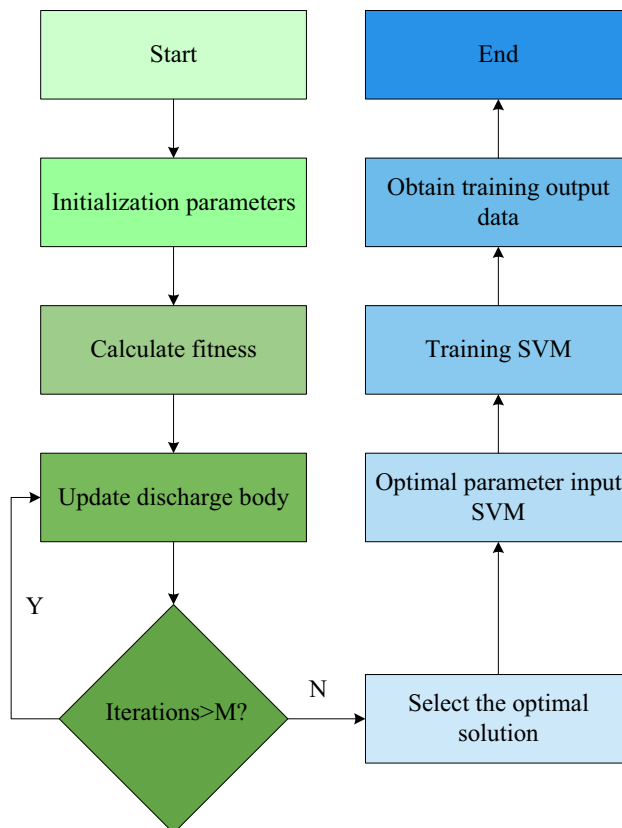 Start
Initialization parameters
Calculate fitness
Update discharge body
Y
Iterations>M?
N
Select the optimal
solution
Optimal parameter input
SVM
Training SVM
Obtain training output
data
End